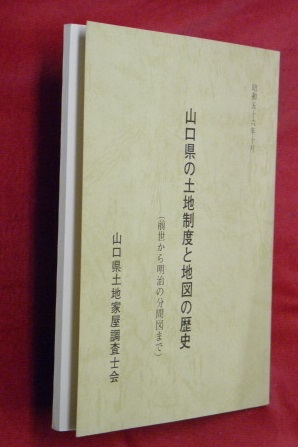 昭和五十六年十月
山口県の土地制度と地図の歴史
(前世から明治の分間図まで)
山口県土地家屋調査士会